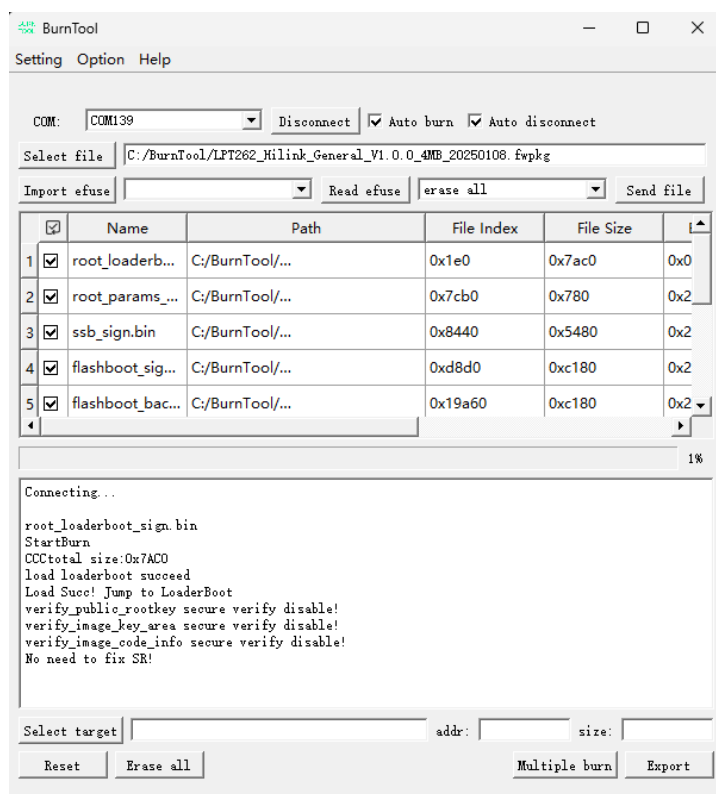 BURN TOOL BurnTool
Setting Option Help
COM: COM139 Disconnect Auto burn Auto disconnect
Select file C:/BurnTool/LPT262_Hilink_General_V1.0.0_4MB_20250108.fwpkg
Import efuse Read efuse erase all Send file
Name Path File Index File Size
1 root_loaderb... C:/BurnTool/... 0x1e0 0x7ac0 0x0
2 root_params_... C:/BurnTool/... 0x7cb0 0x780 0x2
3 ssb_sign.bin C:/BurnTool/... 0x8440 0x5480 0x2
4 flashboot_sig... C:/BurnTool/... 0xd8d0 0xc180 0x2
5 flashboot_bac... C:/BurnTool/... 0x19a60 0xc180 0x2
1%
Connecting...
root_loaderboot_sign.bin
StartBurn
CCCtotal size:0x7AC0
load loaderboot succeed
Load Succ! Jump to LoaderBoot
verify_public_rootkey secure verify disable!
verify_image_key_area secure verify disable!
verify_image_code_info secure verify disable!
No need to fix SR!
Select target addr: size:
Reset Erase all Multiple burn Export